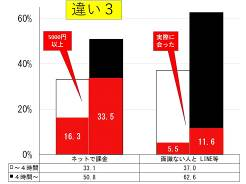 違い３
60%
40%
20%
0%
5000円
以上
実際に
会った
16.3
33.5
5.5
11.6
ネットで課金
面識ない人と LINE等
□～４時間
33.1
37.0
■４時間～
50.8
62.6